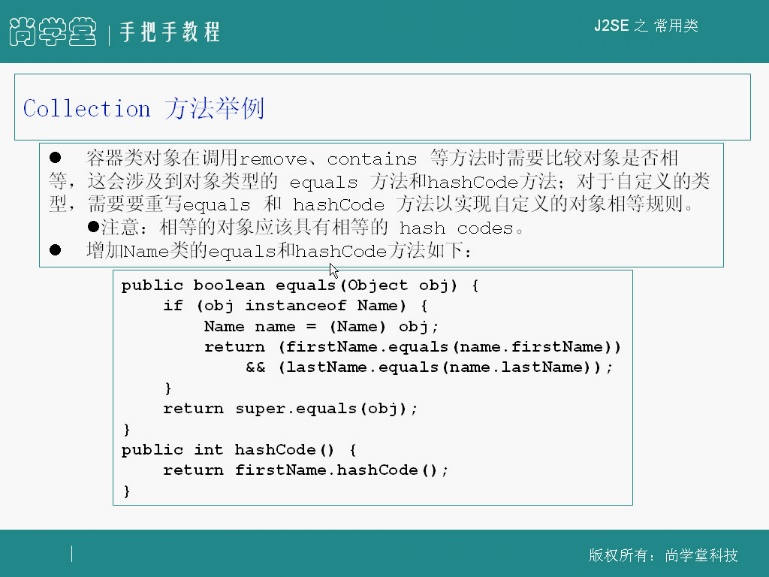 尚学堂 | 手把手教程
J2SE 之 常用类
Collection 方法举例
● 容器类对象在调用remove、contains 等方法时需要比较对象是否相
等，这会涉及到对象类型的 equals 方法和hashCode方法；对于自定义的类
型，需要要重写equals 和 hashCode 方法以实现自定义的对象相等规则。
●注意：相等的对象应该具有相等的 hash codes。
● 增加Name类的equals和hashCode方法如下：
public boolean equals(Object obj) {
    if (obj instanceof Name) {
        Name name = (Name) obj;
        return (firstName.equals(name.firstName))
            && (lastName.equals(name.lastName));
    }
    return super.equals(obj);
}
public int hashCode() {
    return firstName.hashCode();
}
版权所有：尚学堂科技